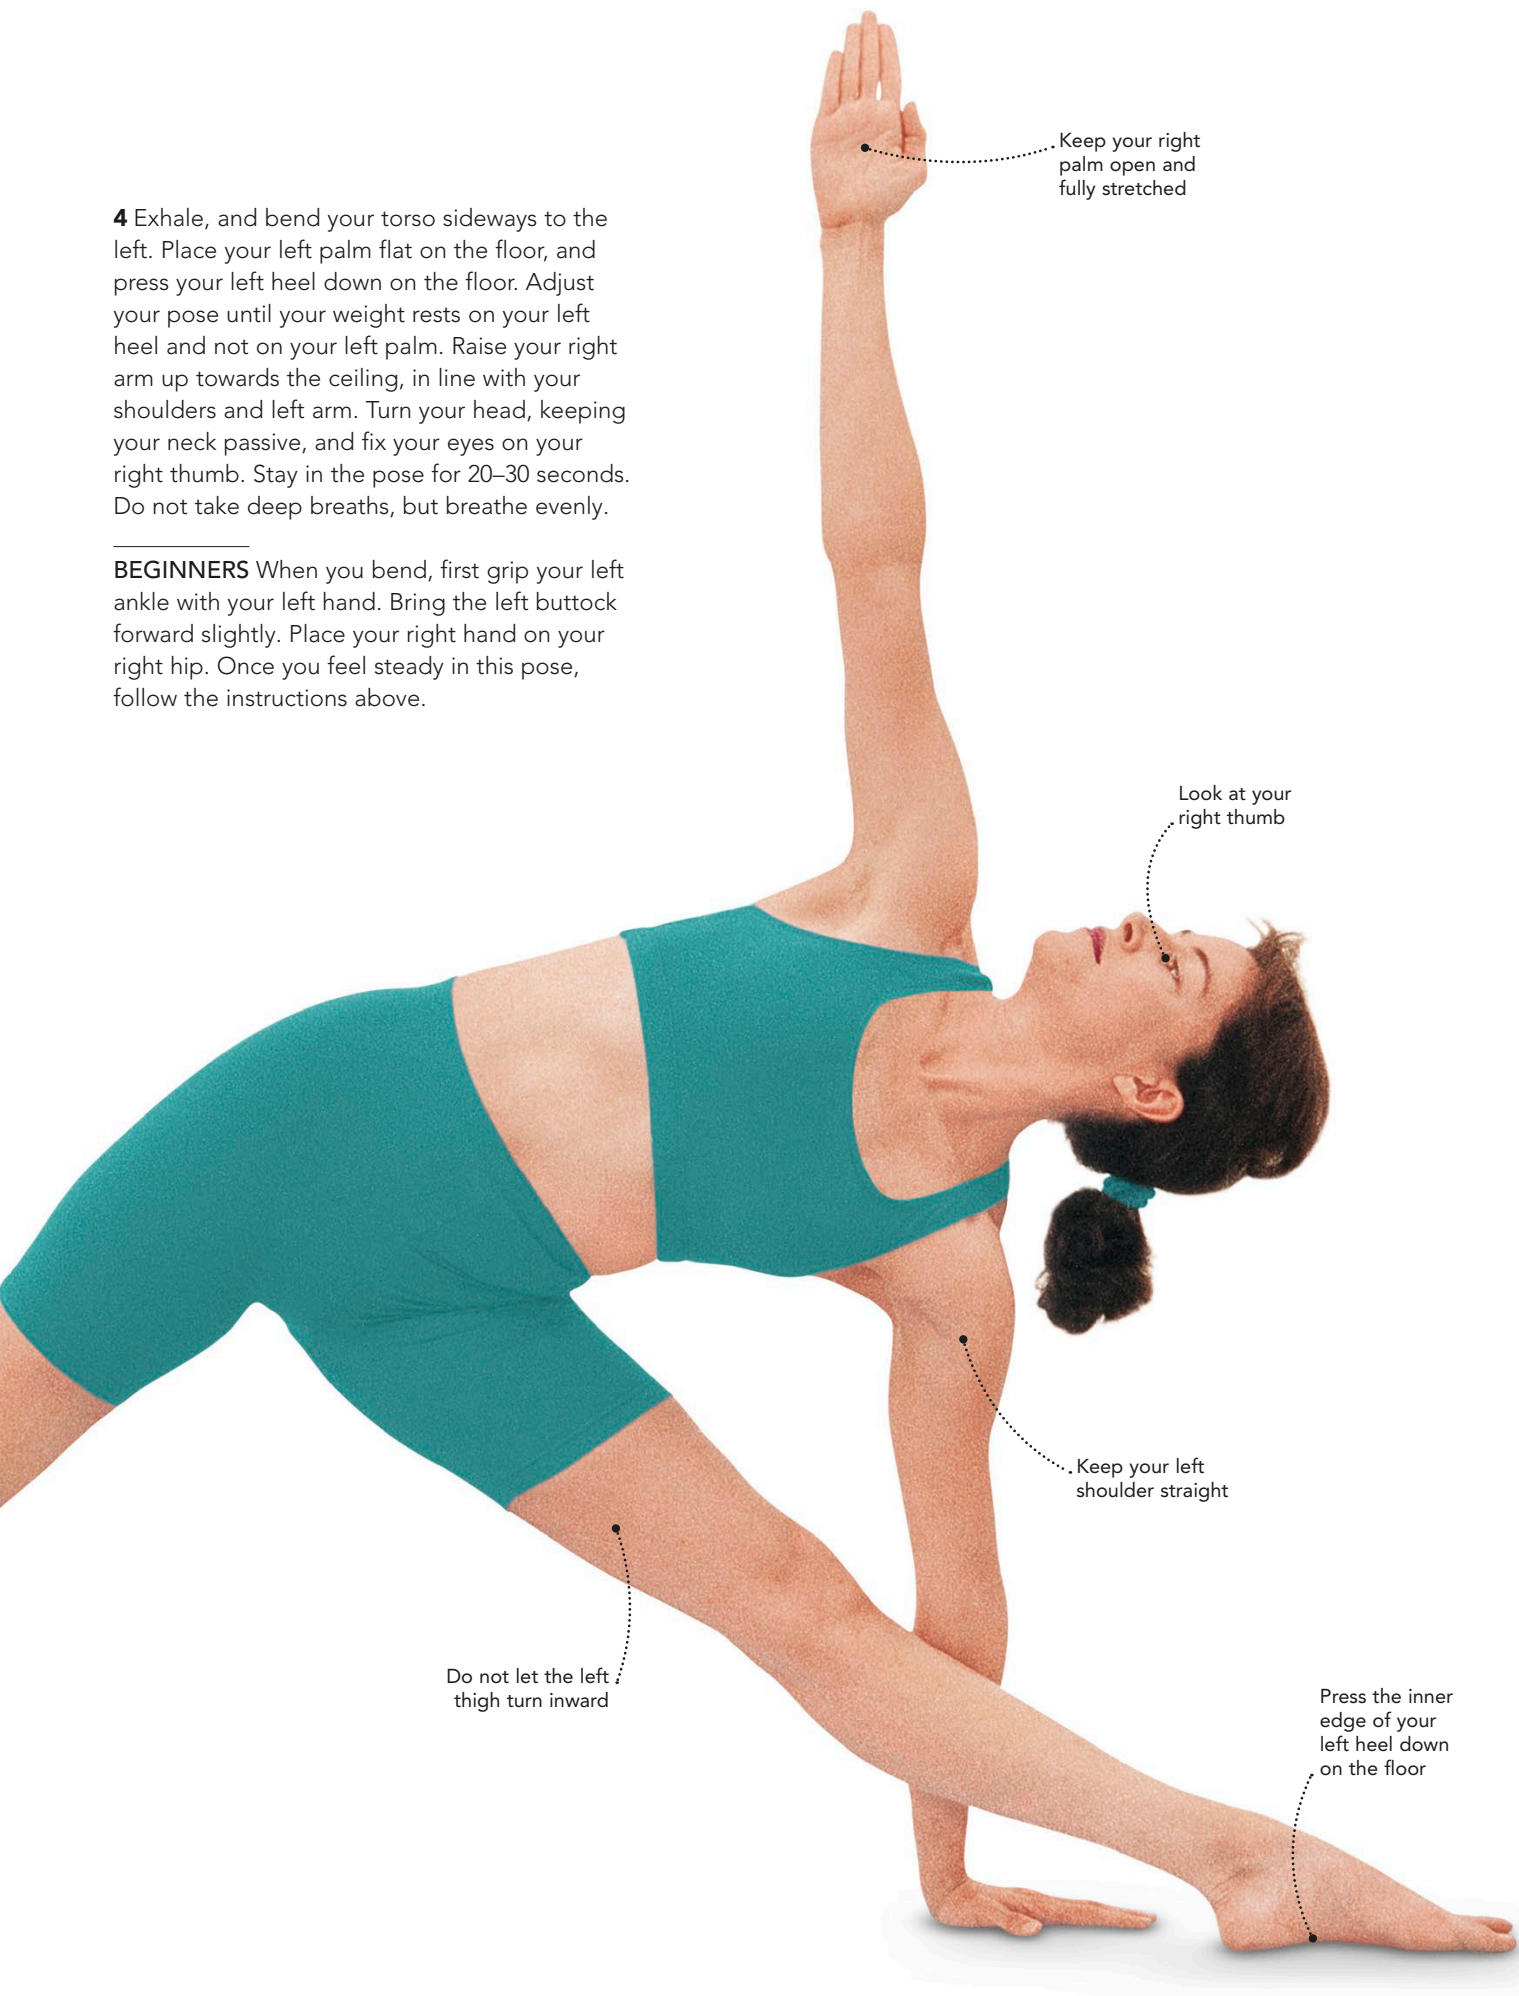 4 Exhale, and bend your torso sideways to the
left. Place your left palm flat on the floor, and
press your left heel down on the floor. Adjust
your pose until your weight rests on your left
heel and not on your left palm. Raise your right
arm up towards the ceiling, in line with your
shoulders and left arm. Turn your head, keeping
your neck passive, and fix your eyes on your
right thumb. Stay in the pose for 20–30 seconds.
Do not take deep breaths, but breathe evenly.
BEGINNERS When you bend, first grip your left
ankle with your left hand. Bring the left buttock
forward slightly. Place your right hand on your
right hip. Once you feel steady in this pose,
follow the instructions above.
Keep your right
palm open and
fully stretched
Look at your
right thumb
Keep your left
shoulder straight
Do not let the left
thigh turn inward
Press the inner
edge of your
left heel down
on the floor